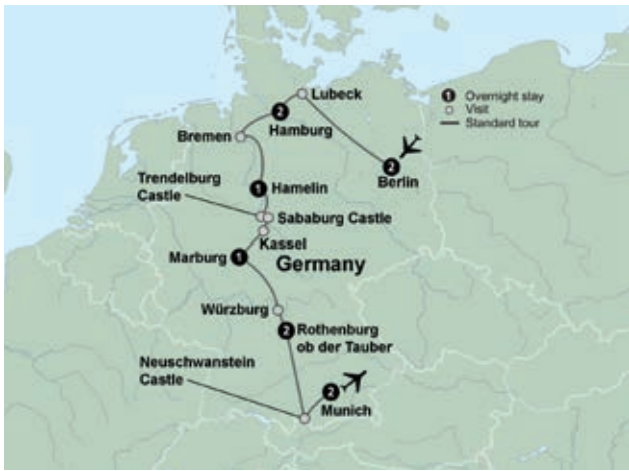 Lubeck
1 Overnight stay
Visit
Standard tour
2
Hamburg
Bremen
2
Berlin
Trendelburg
Castle
1 Hamelin
Sababurg Castle
Kassel
Marburg 1
Germany
Würzburg
2 Rothenburg
ob der Tauber
Neuschwanstein
Castle
2
Munich